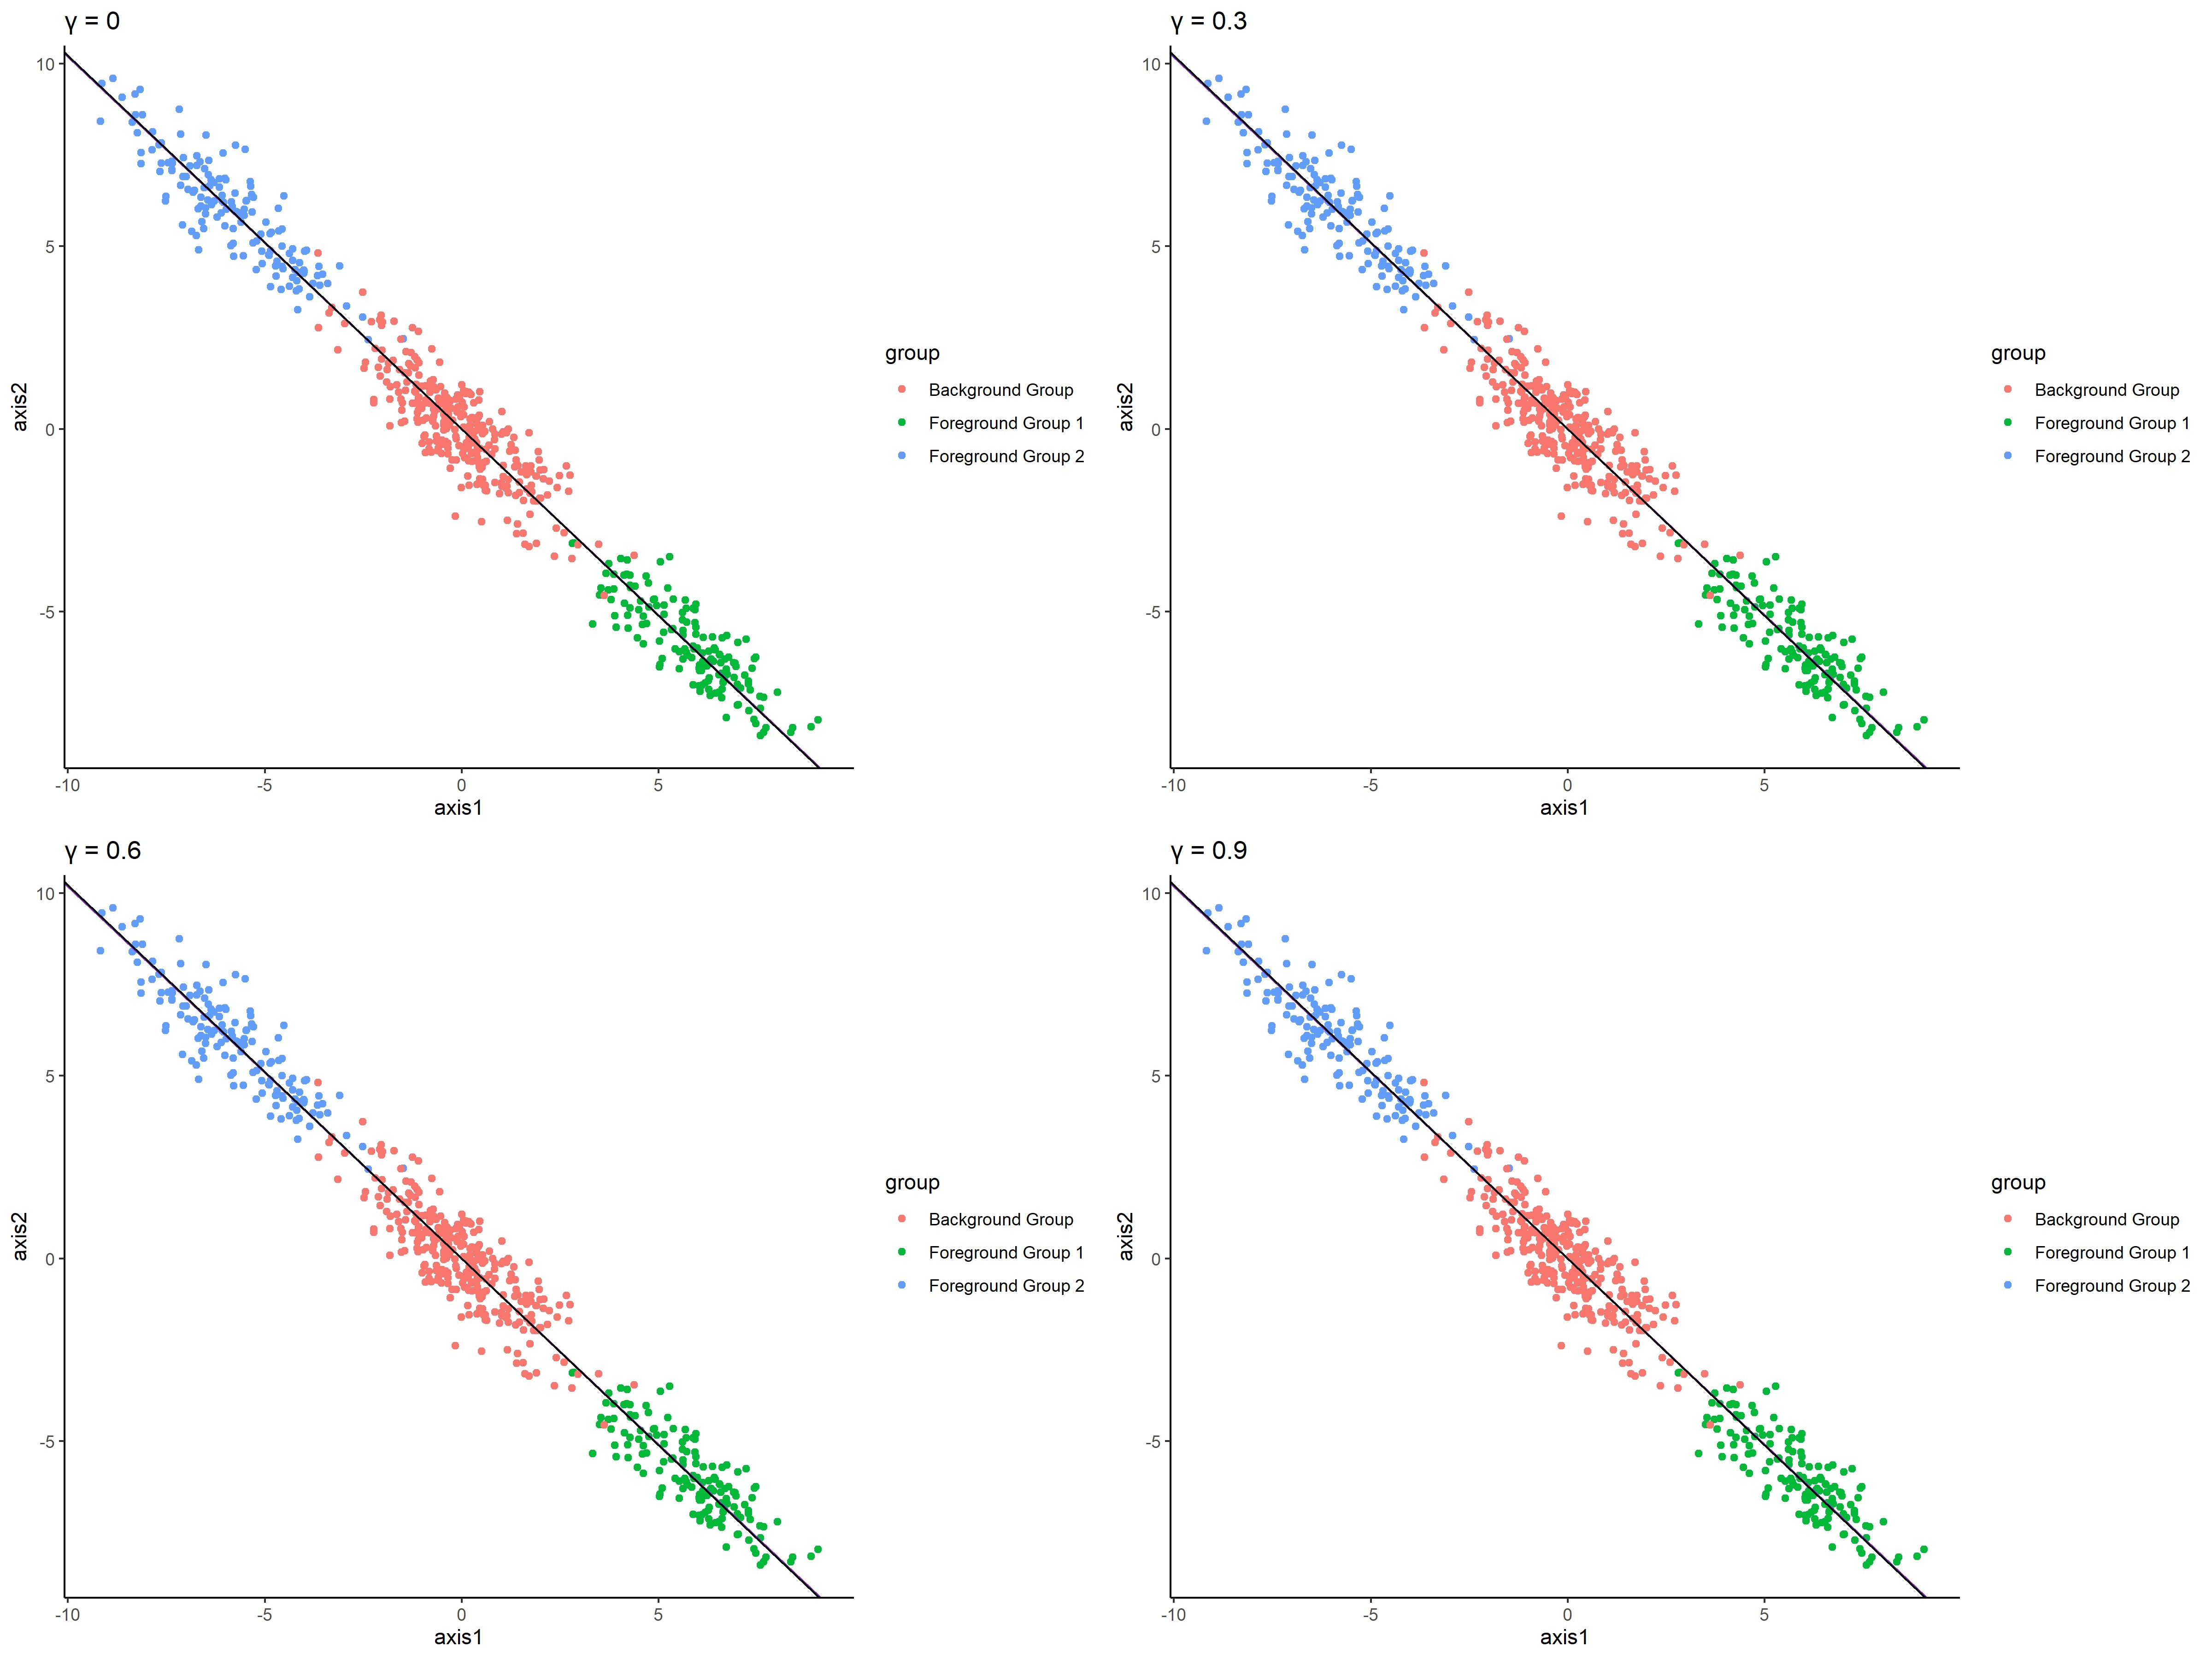 γ = 0
10
5
0
-5
axis2
-10
-5
0
5
axis1
group
Background Group
Foreground Group 1
Foreground Group 2
γ = 0.3
10
5
0
-5
axis2
-10
-5
0
5
axis1
group
Background Group
Foreground Group 1
Foreground Group 2
γ = 0.6
10
5
0
-5
axis2
-10
-5
0
5
axis1
group
Background Group
Foreground Group 1
Foreground Group 2
γ = 0.9
10
5
0
-5
axis2
-10
-5
0
5
axis1
group
Background Group
Foreground Group 1
Foreground Group 2